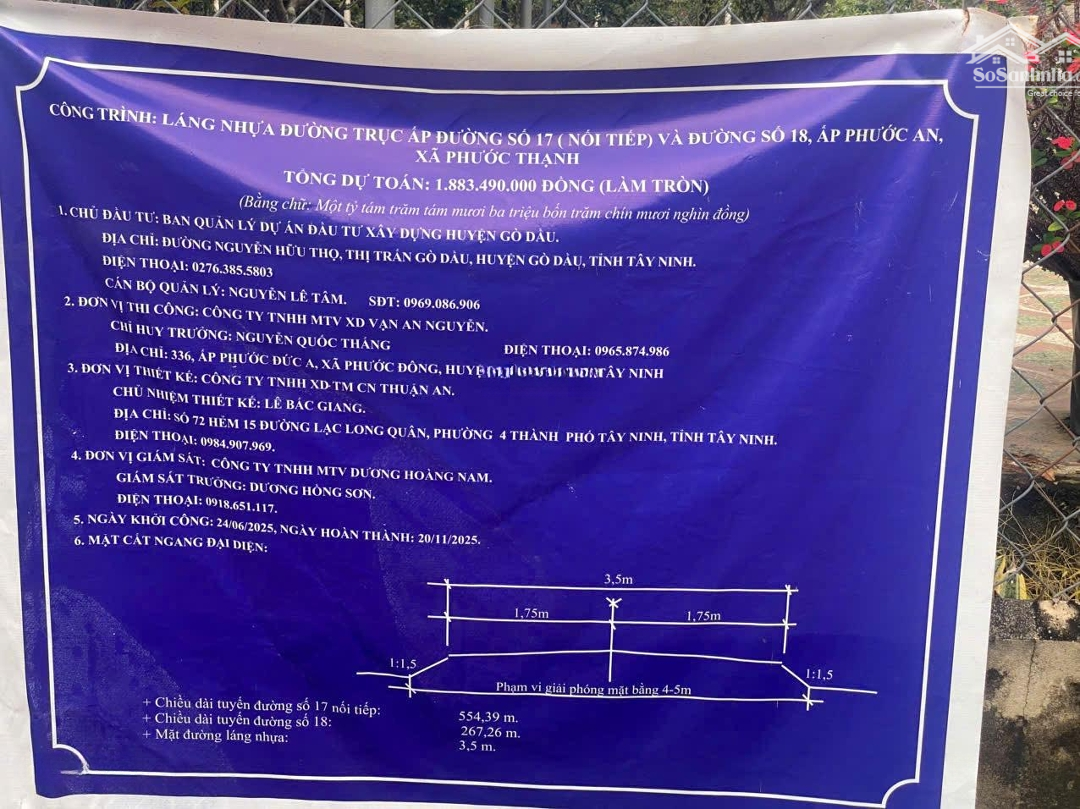 SoSanhnha.c
Great choice f
CÔNG TRÌNH: LÁNG NHỰA ĐƯỜNG TRỤC ẤP ĐƯỜNG SỐ 17 ( NỐI TIẾP) VÀ ĐƯỜNG SỐ 18, ẤP PHƯỚC AN,
XÃ PHƯỚC THẠNH
TỔNG DỰ TOÁN: 1.883.490.000 ĐỒNG (LÀM TRÒN)
(Bằng chữ: Một tỷ tám trăm tám mươi ba triệu bốn trăm chín mươi nghìn đồng)
1. CHỦ ĐẦU TƯ: BAN QUẢN LÝ DỰ ÁN ĐẦU TƯ XÂY DỰNG HUYỆN GÒ DẦU.
ĐỊA CHỈ: ĐƯỜNG NGUYỄN HỮU THỌ, THỊ TRẤN GÒ DẦU, HUYỆN GÒ DẦU, TỈNH TÂY NINH.
ĐIỆN THOẠI: 0276.385.5803
CÁN BỘ QUẢN LÝ: NGUYỄN LÊ TÂM. SĐT: 0969.086.906
2. ĐƠN VỊ THI CÔNG: CÔNG TY TNHH MTV XD VẠN AN NGUYỄN.
CHỈ HUY TRƯỞNG: NGUYỄN QUỐC THẮNG ĐIỆN THOẠI: 0965.874.986
ĐỊA CHỈ: 336, ẤP PHƯỚC ĐỨC A, XÃ PHƯỚC ĐÔNG, TÂY NINH
3. ĐƠN VỊ THIẾT KẾ: CÔNG TY TNHH XD-TM CN THUẬN AN.
CHỦ NHIỆM THIẾT KẾ: LÊ BẮC GIANG.
ĐỊA CHỈ: SỐ 72 HẺM 15 ĐƯỜNG LẠC LONG QUÂN, PHƯỜNG 4 THÀNH PHỐ TÂY NINH, TỈNH TÂY NINH.
ĐIỆN THOẠI: 0984.907.969.
4. ĐƠN VỊ GIÁM SÁT: CÔNG TY TNHH MTV DƯƠNG HOÀNG NAM.
GIÁM SÁT TRƯỞNG: DƯƠNG HỒNG SƠN.
ĐIỆN THOẠI: 0918.651.117.
5. NGÀY KHỞI CÔNG: 24/06/2025, NGÀY HOÀN THÀNH: 20/11/2025.
6. MẶT CẮT NGANG ĐẠI DIỆN:
3,5m
1,75m 1,75m
1:1,5 1:1,5
Phạm vi giải phóng mặt bằng 4-5m
+ Chiều dài tuyến đường số 17 nối tiếp: 554,39 m.
+ Chiều dài tuyến đường số 18: 267,26 m.
+ Mặt đường láng nhựa: 3,5 m.